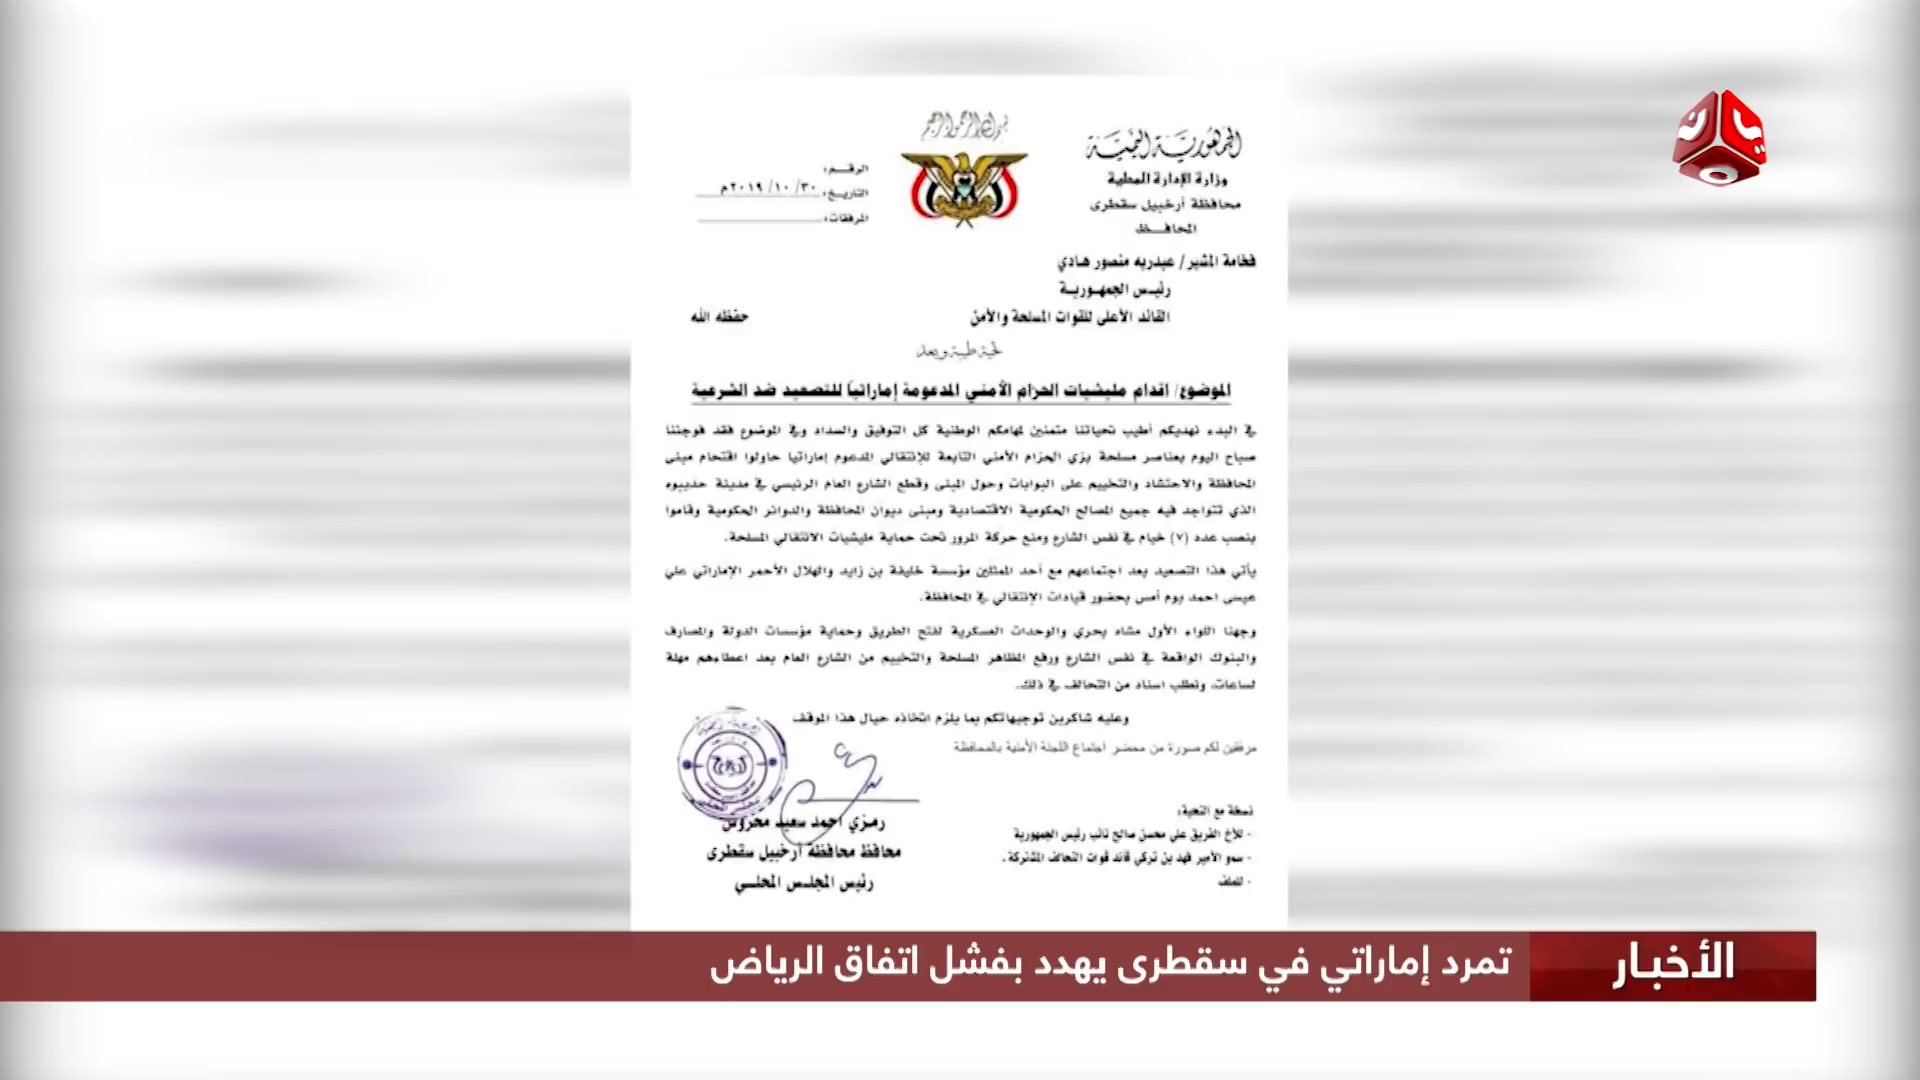 بسم الله الرحمن الرحيم
الجمهورية اليمنية
وزارة الإدارة المحلية
محافظة أرخبيل سقطرى
المحافـــظ
الرقـــم:
التاريـخ: ٣٠/ ١٠/ ٢٠١٩م
المرفقات:
فخامة المشير/ عبدربه منصور هادي
رئيـس الجمهوريـة
القائد الأعلى للقوات المسلحة والأمن
حفظه الله
تحية طيبة وبعد
الموضوع/ اقدام مليشيات الحزام الأمني المدعومة إماراتياً للتصعيد ضد الشرعية
في البدء نهديكم أطيب تحياتنا متمنين لمهامكم الوطنية كل التوفيق والسداد وفي الموضوع فقد فوجئنا
صباح اليوم بعناصر مسلحة بزي الحزام الأمني التابعة للإنتقالي المدعوم إماراتيا حاولوا اقتحام مبنى
المحافظة والاحتشاد والتخييم على البوابات وحول المبنى وقطع الشارع العام الرئيسي في مدينة حديبوه
الذي تتواجد فيه جميع المصالح الحكومية الاقتصادية ومبنى ديوان المحافظة والدوائر الحكومية وقاموا
بنصب عدد (٧) خيام في نفس الشارع ومنع حركة المرور تحت حماية مليشيات الانتقالي المسلحة.
يأتي هذا التصعيد بعد اجتماعهم مع أحد الممثلين مؤسسة خليفة بن زايد والهلال الأحمر الإماراتي علي
عيسى احمد يوم أمس بحضور قيادات الإنتقالي في المحافظة.
وجهنا اللواء الأول مشاه بحري والوحدات العسكرية لفتح الطريق وحماية مؤسسات الدولة والمصارف
والبنوك الواقعة في نفس الشارع ورفع المظاهر المسلحة والتخييم من الشارع العام بعد اعطاءهم مهلة
لساعات، ونطلب اسناد من التحالف في ذلك.
وعليه شاكرين توجيهاتكم بما يلزم اتخاذه حيال هذا الموقف
مرفقين لكم صورة من محضر اجتماع اللجنة الأمنية بالمحافظة
رمـزي احمد سعيد محروس
محافظ محافظة أرخبيل سقطرى
رئيس المجلـس المحلـــي
نسخة مع التحية:
- للأخ الفريق علي محسن صالح نائب رئيس الجمهورية
- سمو الأمير فهد بن تركي قائد قوات التحالف المشتركة.
- للملف
الأخبار
تمرد إماراتي في سقطرى يهدد بفشل اتفاق الرياض